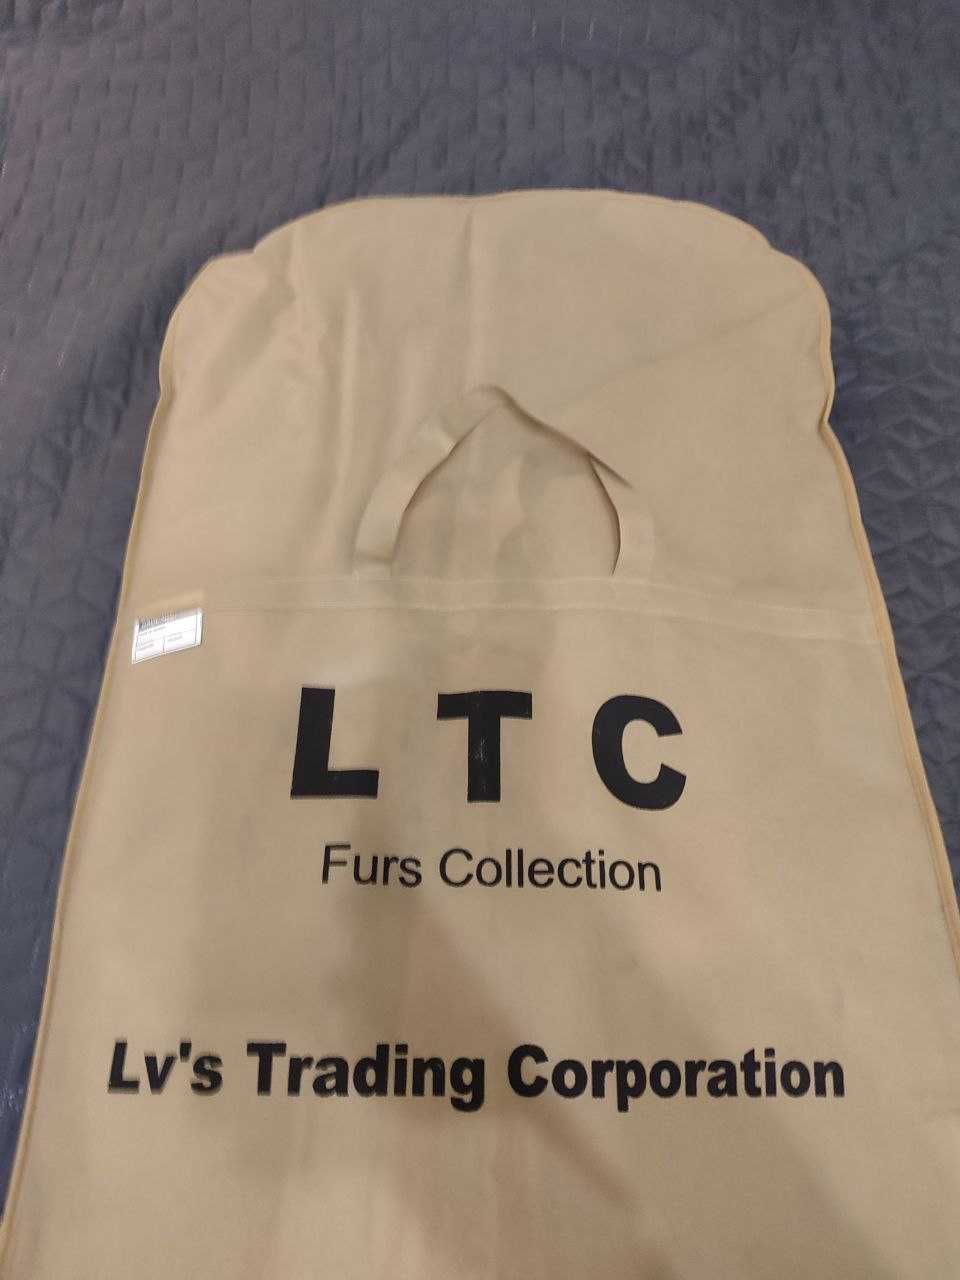 L T C
Furs Collection
Lv's Trading Corporation